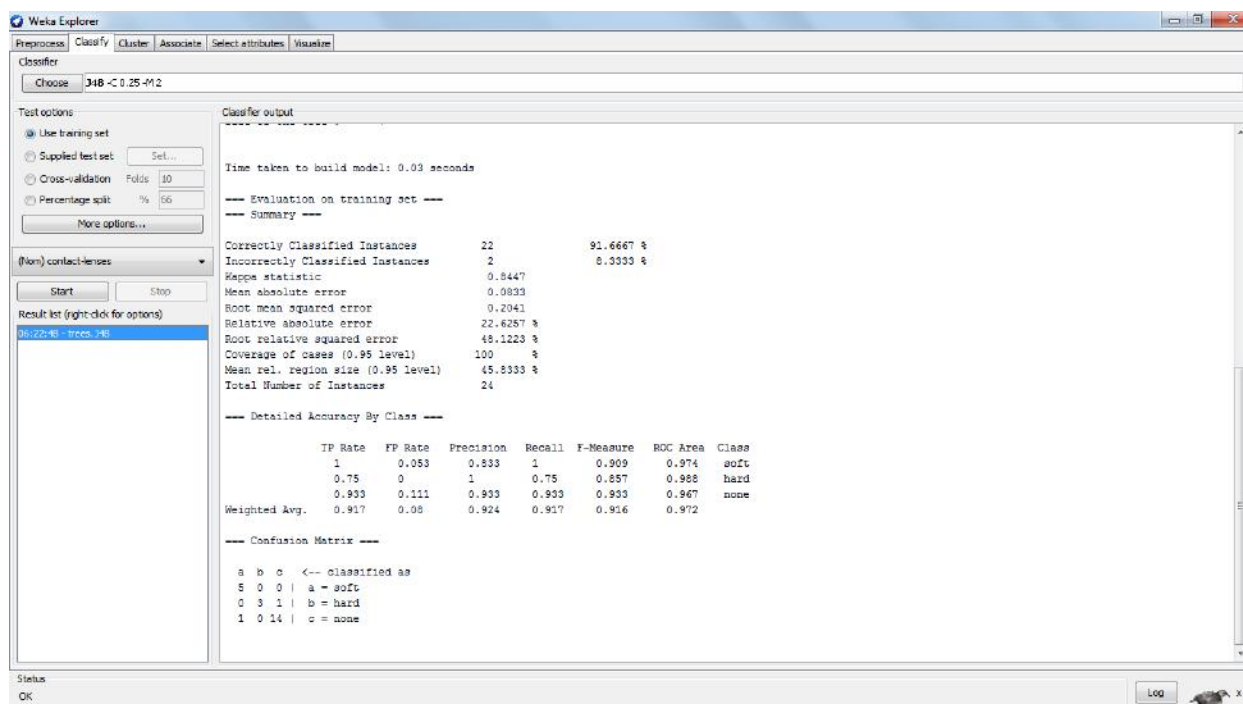 Weka Explorer
Preprocess Classify Cluster Associate Select attributes Visualize
Classifier
Choose J48 -C 0.25 -M 2
Test options
Use training set
Supplied test set Set...
Cross-validation Folds 10
Percentage split % 66
More options...
(Nom) contact-lenses
Start Stop
Result list (right-click for options)
06:22:48 - trees.J48
Classifier output
Time taken to build model: 0.03 seconds
=== Evaluation on training set ===
=== Summary ===
Correctly Classified Instances 22 91.6667 %
Incorrectly Classified Instances 2 8.3333 %
Kappa statistic 0.8447
Mean absolute error 0.0833
Root mean squared error 0.2041
Relative absolute error 22.6257 %
Root relative squared error 48.1223 %
Coverage of cases (0.95 level) 100 %
Mean rel. region size (0.95 level) 45.8333 %
Total Number of Instances 24
=== Detailed Accuracy By Class ===
TP Rate FP Rate Precision Recall F-Measure ROC Area Class
1 0.053 0.833 1 0.909 0.974 soft
0.75 0 1 0.75 0.857 0.988 hard
0.933 0.111 0.933 0.933 0.933 0.967 none
Weighted Avg. 0.917 0.08 0.924 0.917 0.916 0.972
=== Confusion Matrix ===
a b c <-- classified as
5 0 0 | a = soft
0 3 1 | b = hard
1 0 14 | c = none
Status
OK
Log
x